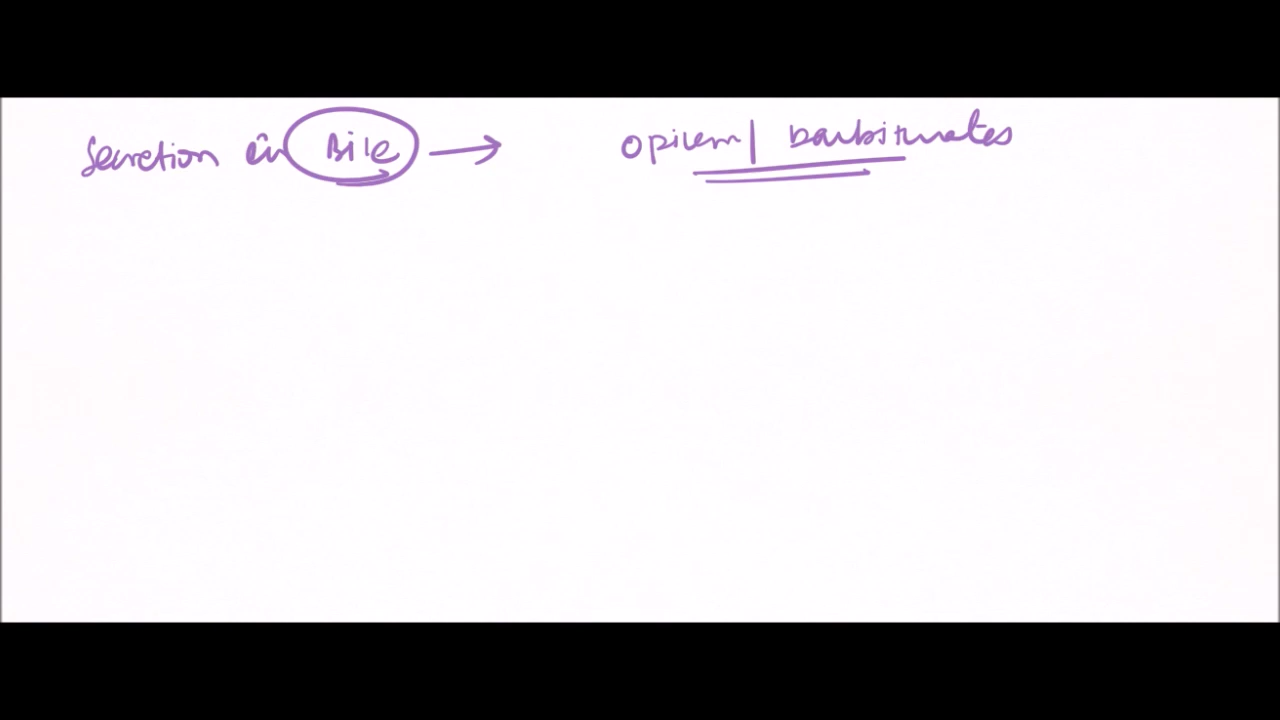 Secretion in Bile → opium | barbiturates